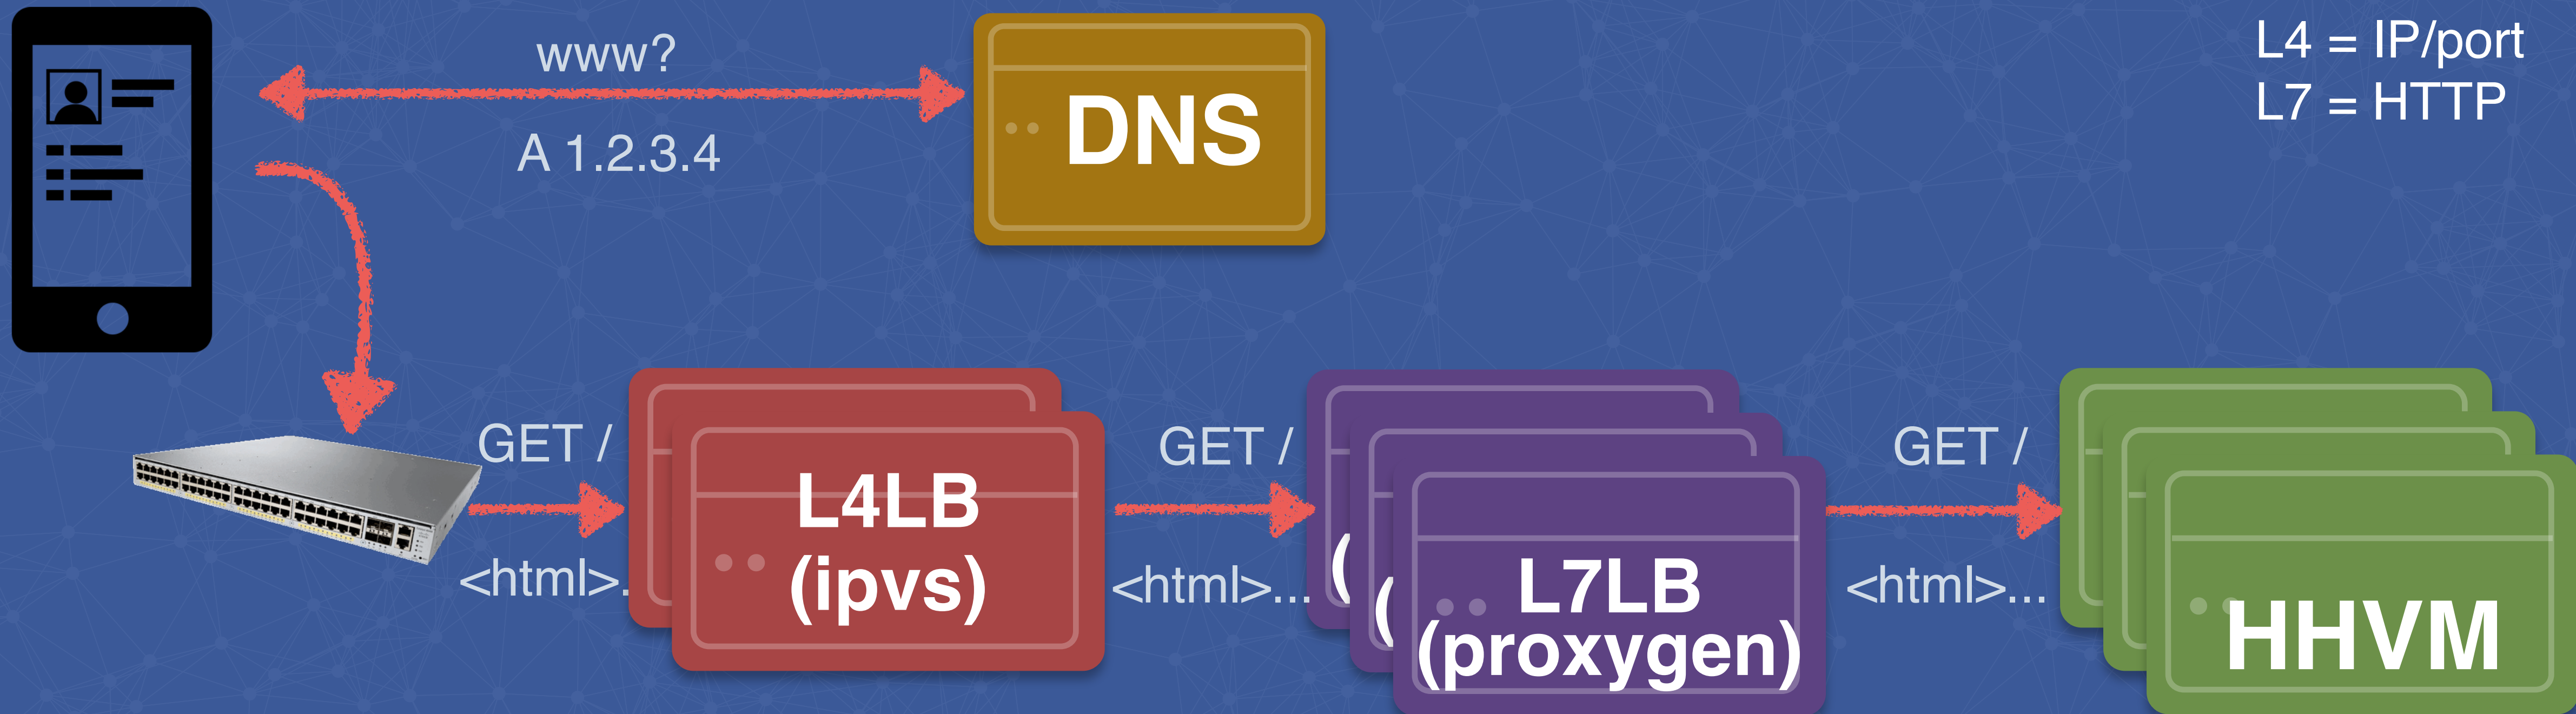 www?
A 1.2.3.4
DNS
L4 = IP/port
L7 = HTTP
GET /
<html>.
L4LB
(ipvs)
GET /
<html>...
(
(
L7LB
(proxygen)
GET /
<html>...
HHVM